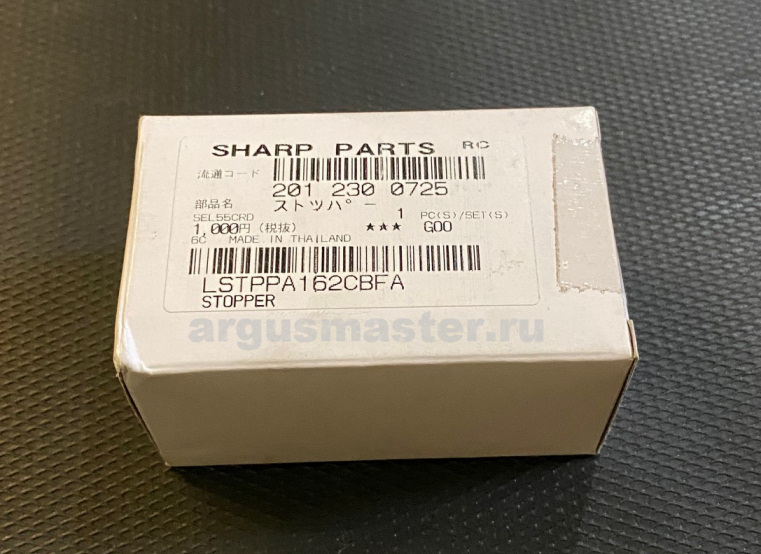 SHARP PARTS RC
流通コード
201 230 0725
部品名 ストツパ°ー
SEL55CRD 1 PC(S)/SET(S)
1,000円(税抜) ★★★ G00
6C MADE IN THAILAND
LSTPPA162CBFA
STOPPER
argusmaster.ru